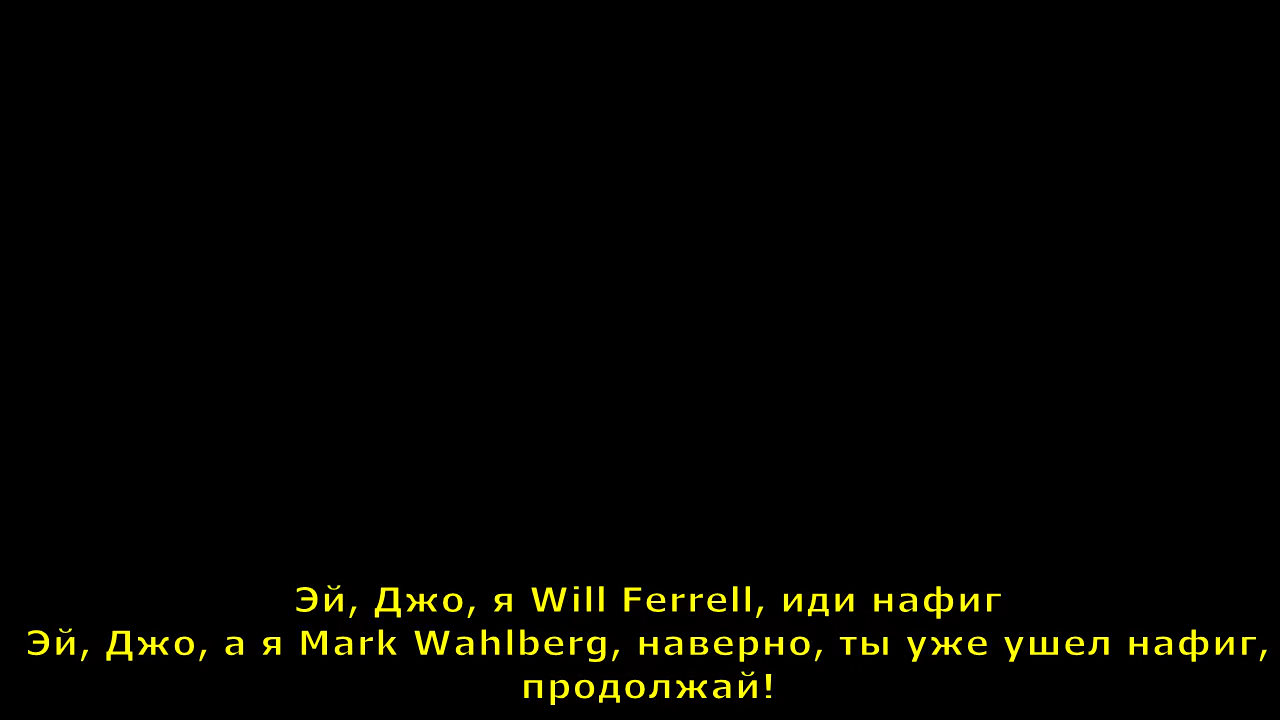 Эй, Джо, я Will Ferrell, иди нафиг
Эй, Джо, а я Mark Wahlberg, наверно, ты уже ушел нафиг,
продолжай!